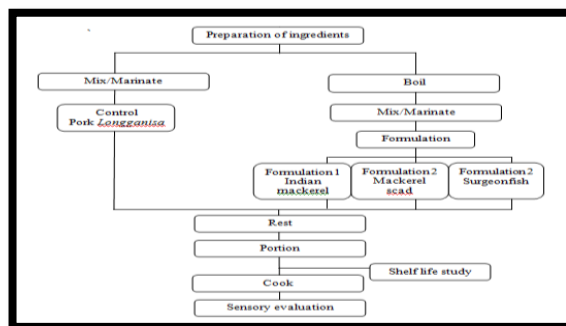 Preparation of ingredients
Mix/Marinate
Boil
Control
Pork Longganisa
Mix/Marinate
Formulation
Formulation 1
Indian
mackerel
Formulation 2
Mackerel
scad
Formulation 2
Surgeonfish
Rest
Portion
Shelf life study
Cook
Sensory evaluation